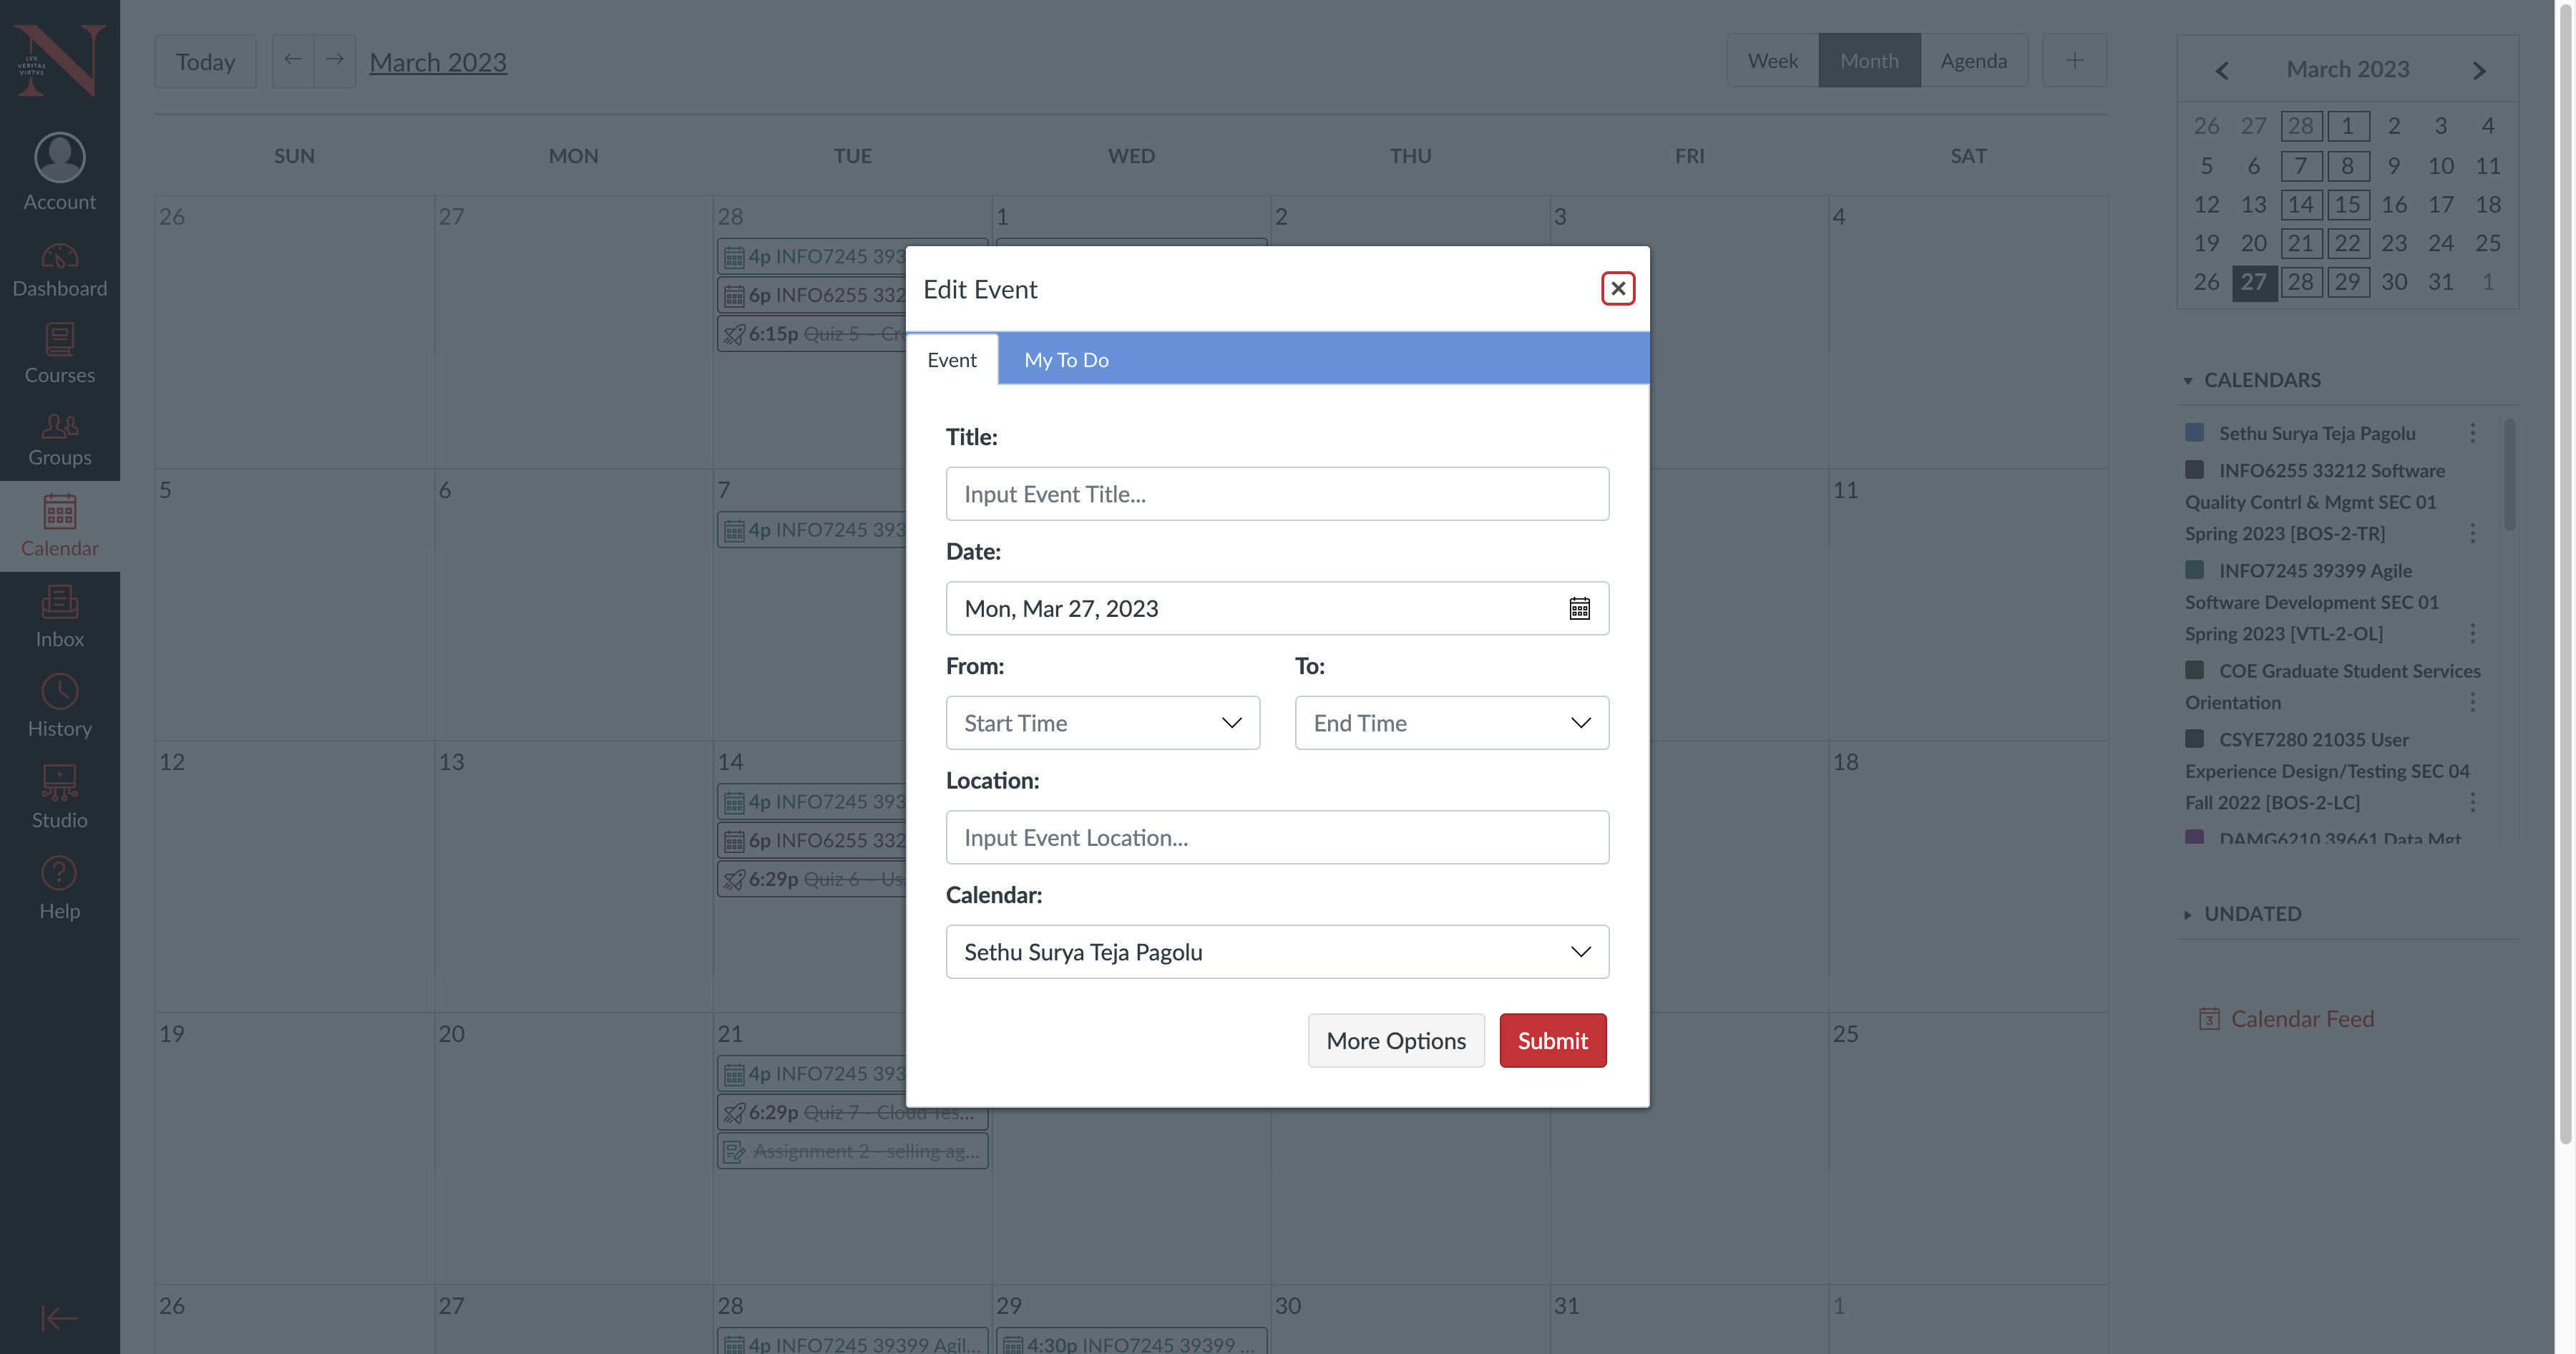 LVX
VERITAS
VIRTVS
Account
Dashboard
Courses
Groups
Calendar
Inbox
History
Studio
Help
Today
March 2023
Week
Month
Agenda
SUN MON TUE WED THU FRI SAT
26 27 28 1 2 3 4
4p INFO7245 393
6p INFO6255 332
6:15p Quiz 5 – Cr
5 6 7 11
4p INFO7245 393
12 13 14 18
4p INFO7245 393
6p INFO6255 332
6:29p Quiz 6 – Us
19 20 21 25
4p INFO7245 393
6:29p Quiz 7 - Cloud Tes...
Assignment 2 - selling ag...
26 27 28 29 30 31 1
4p INFO7245 39399 Agil...
4:30p INFO7245 39399 ...
Edit Event
Event
My To Do
Title:
Input Event Title...
Date:
Mon, Mar 27, 2023
From: To:
Start Time
End Time
Location:
Input Event Location...
Calendar:
Sethu Surya Teja Pagolu
More Options
Submit
March 2023
26 27 28 1 2 3 4
5 6 7 8 9 10 11
12 13 14 15 16 17 18
19 20 21 22 23 24 25
26 27 28 29 30 31 1
CALENDARS
Sethu Surya Teja Pagolu
INFO6255 33212 Software
Quality Contrl & Mgmt SEC 01
Spring 2023 [BOS-2-TR]
INFO7245 39399 Agile
Software Development SEC 01
Spring 2023 [VTL-2-OL]
COE Graduate Student Services
Orientation
CSYE7280 21035 User
Experience Design/Testing SEC 04
Fall 2022 [BOS-2-LC]
DAMG6210 39661 Data Mgt
UNDATED
3
Calendar Feed